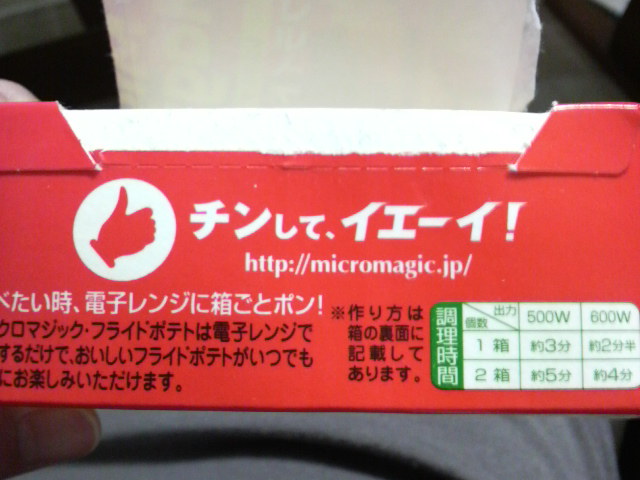 チンして、イエーイ!
http://micromagic.jp/
べたい時、電子レンジに箱ごとポン!
クロマジック・フライドポテトは電子レンジで
するだけで、おいしいフライドポテトがいつでも
にお楽しみいただけます。
※作り方は
箱の裏面に
記載して
あります。
調理時間
個数 出力 500W 600W
1箱 約3分 約2分半
2箱 約5分 約4分